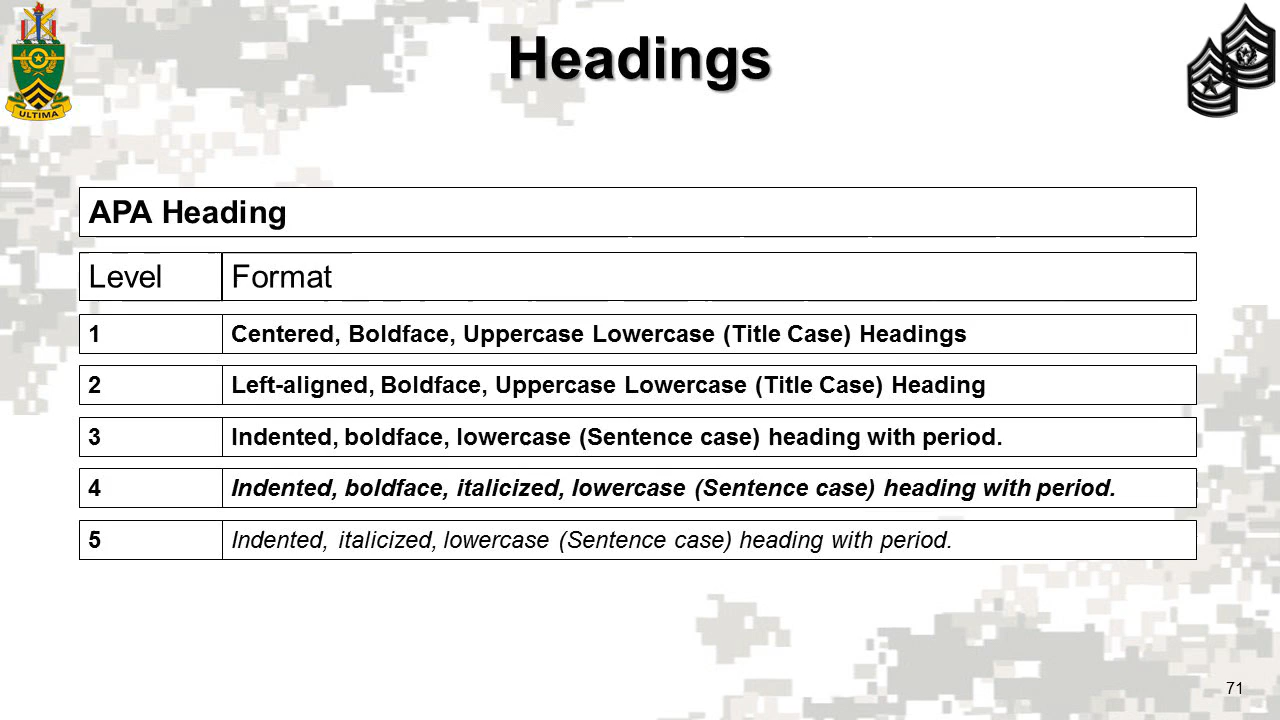 Headings
ULTIMA
APA Heading
Level Format
1 Centered, Boldface, Uppercase Lowercase (Title Case) Headings
2 Left-aligned, Boldface, Uppercase Lowercase (Title Case) Heading
3 Indented, boldface, lowercase (Sentence case) heading with period.
4 Indented, boldface, italicized, lowercase (Sentence case) heading with period.
5 Indented, italicized, lowercase (Sentence case) heading with period.
71